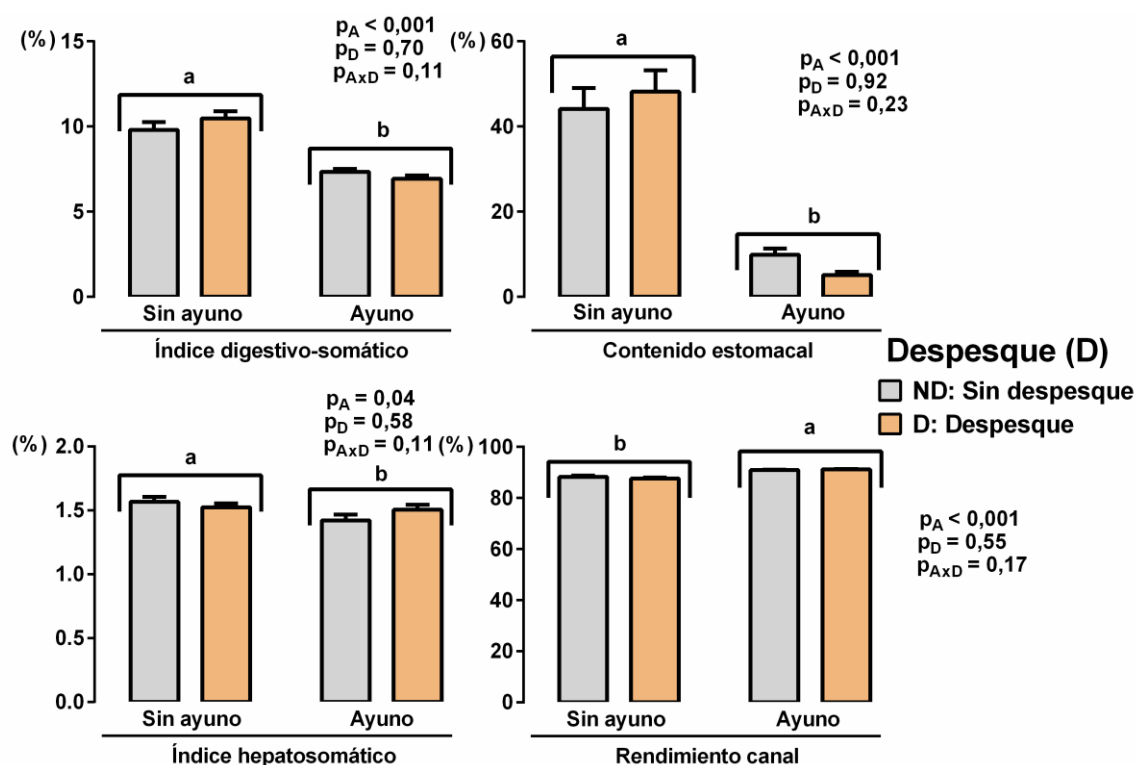 (%)
15
10
5
0
a
b
pA < 0,001
pD = 0,70
pAxD = 0,11
Sin ayuno
Ayuno
Índice digestivo-somático
(%)
60
40
20
0
a
b
pA < 0,001
pD = 0,92
pAxD = 0,23
Sin ayuno
Ayuno
Contenido estomacal
Despesque (D)
ND: Sin despesque
D: Despesque
(%)
2.0
1.5
1.0
0.5
0.0
a
b
pA = 0,04
pD = 0,58
pAxD = 0,11
Sin ayuno
Ayuno
Índice hepatosomático
(%)
100
80
60
40
20
0
b
a
pA < 0,001
pD = 0,55
pAxD = 0,17
Sin ayuno
Ayuno
Rendimiento canal